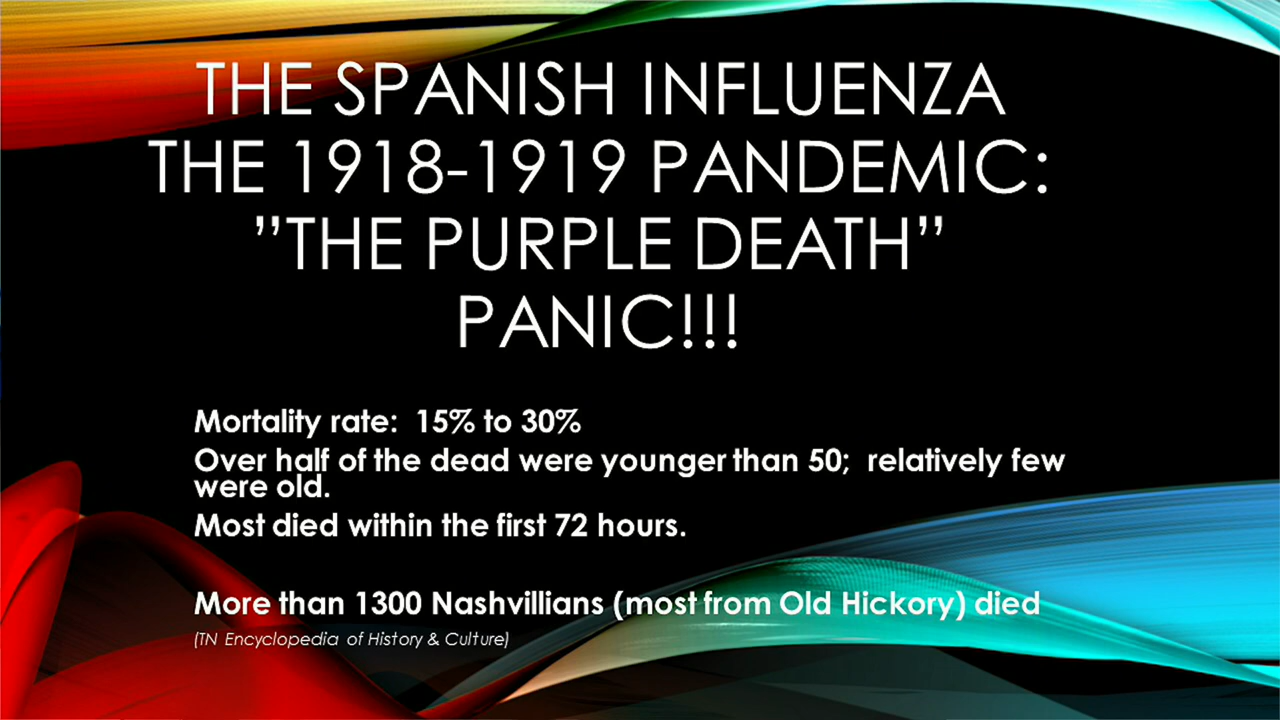 THE SPANISH INFLUENZA
THE 1918-1919 PANDEMIC:
”THE PURPLE DEATH”
PANIC!!!
Mortality rate:  15% to 30%
Over half of the dead were younger than 50;  relatively few
were old.
Most died within the first 72 hours.
More than 1300 Nashvillians (most from Old Hickory) died
(TN Encyclopedia of History & Culture)